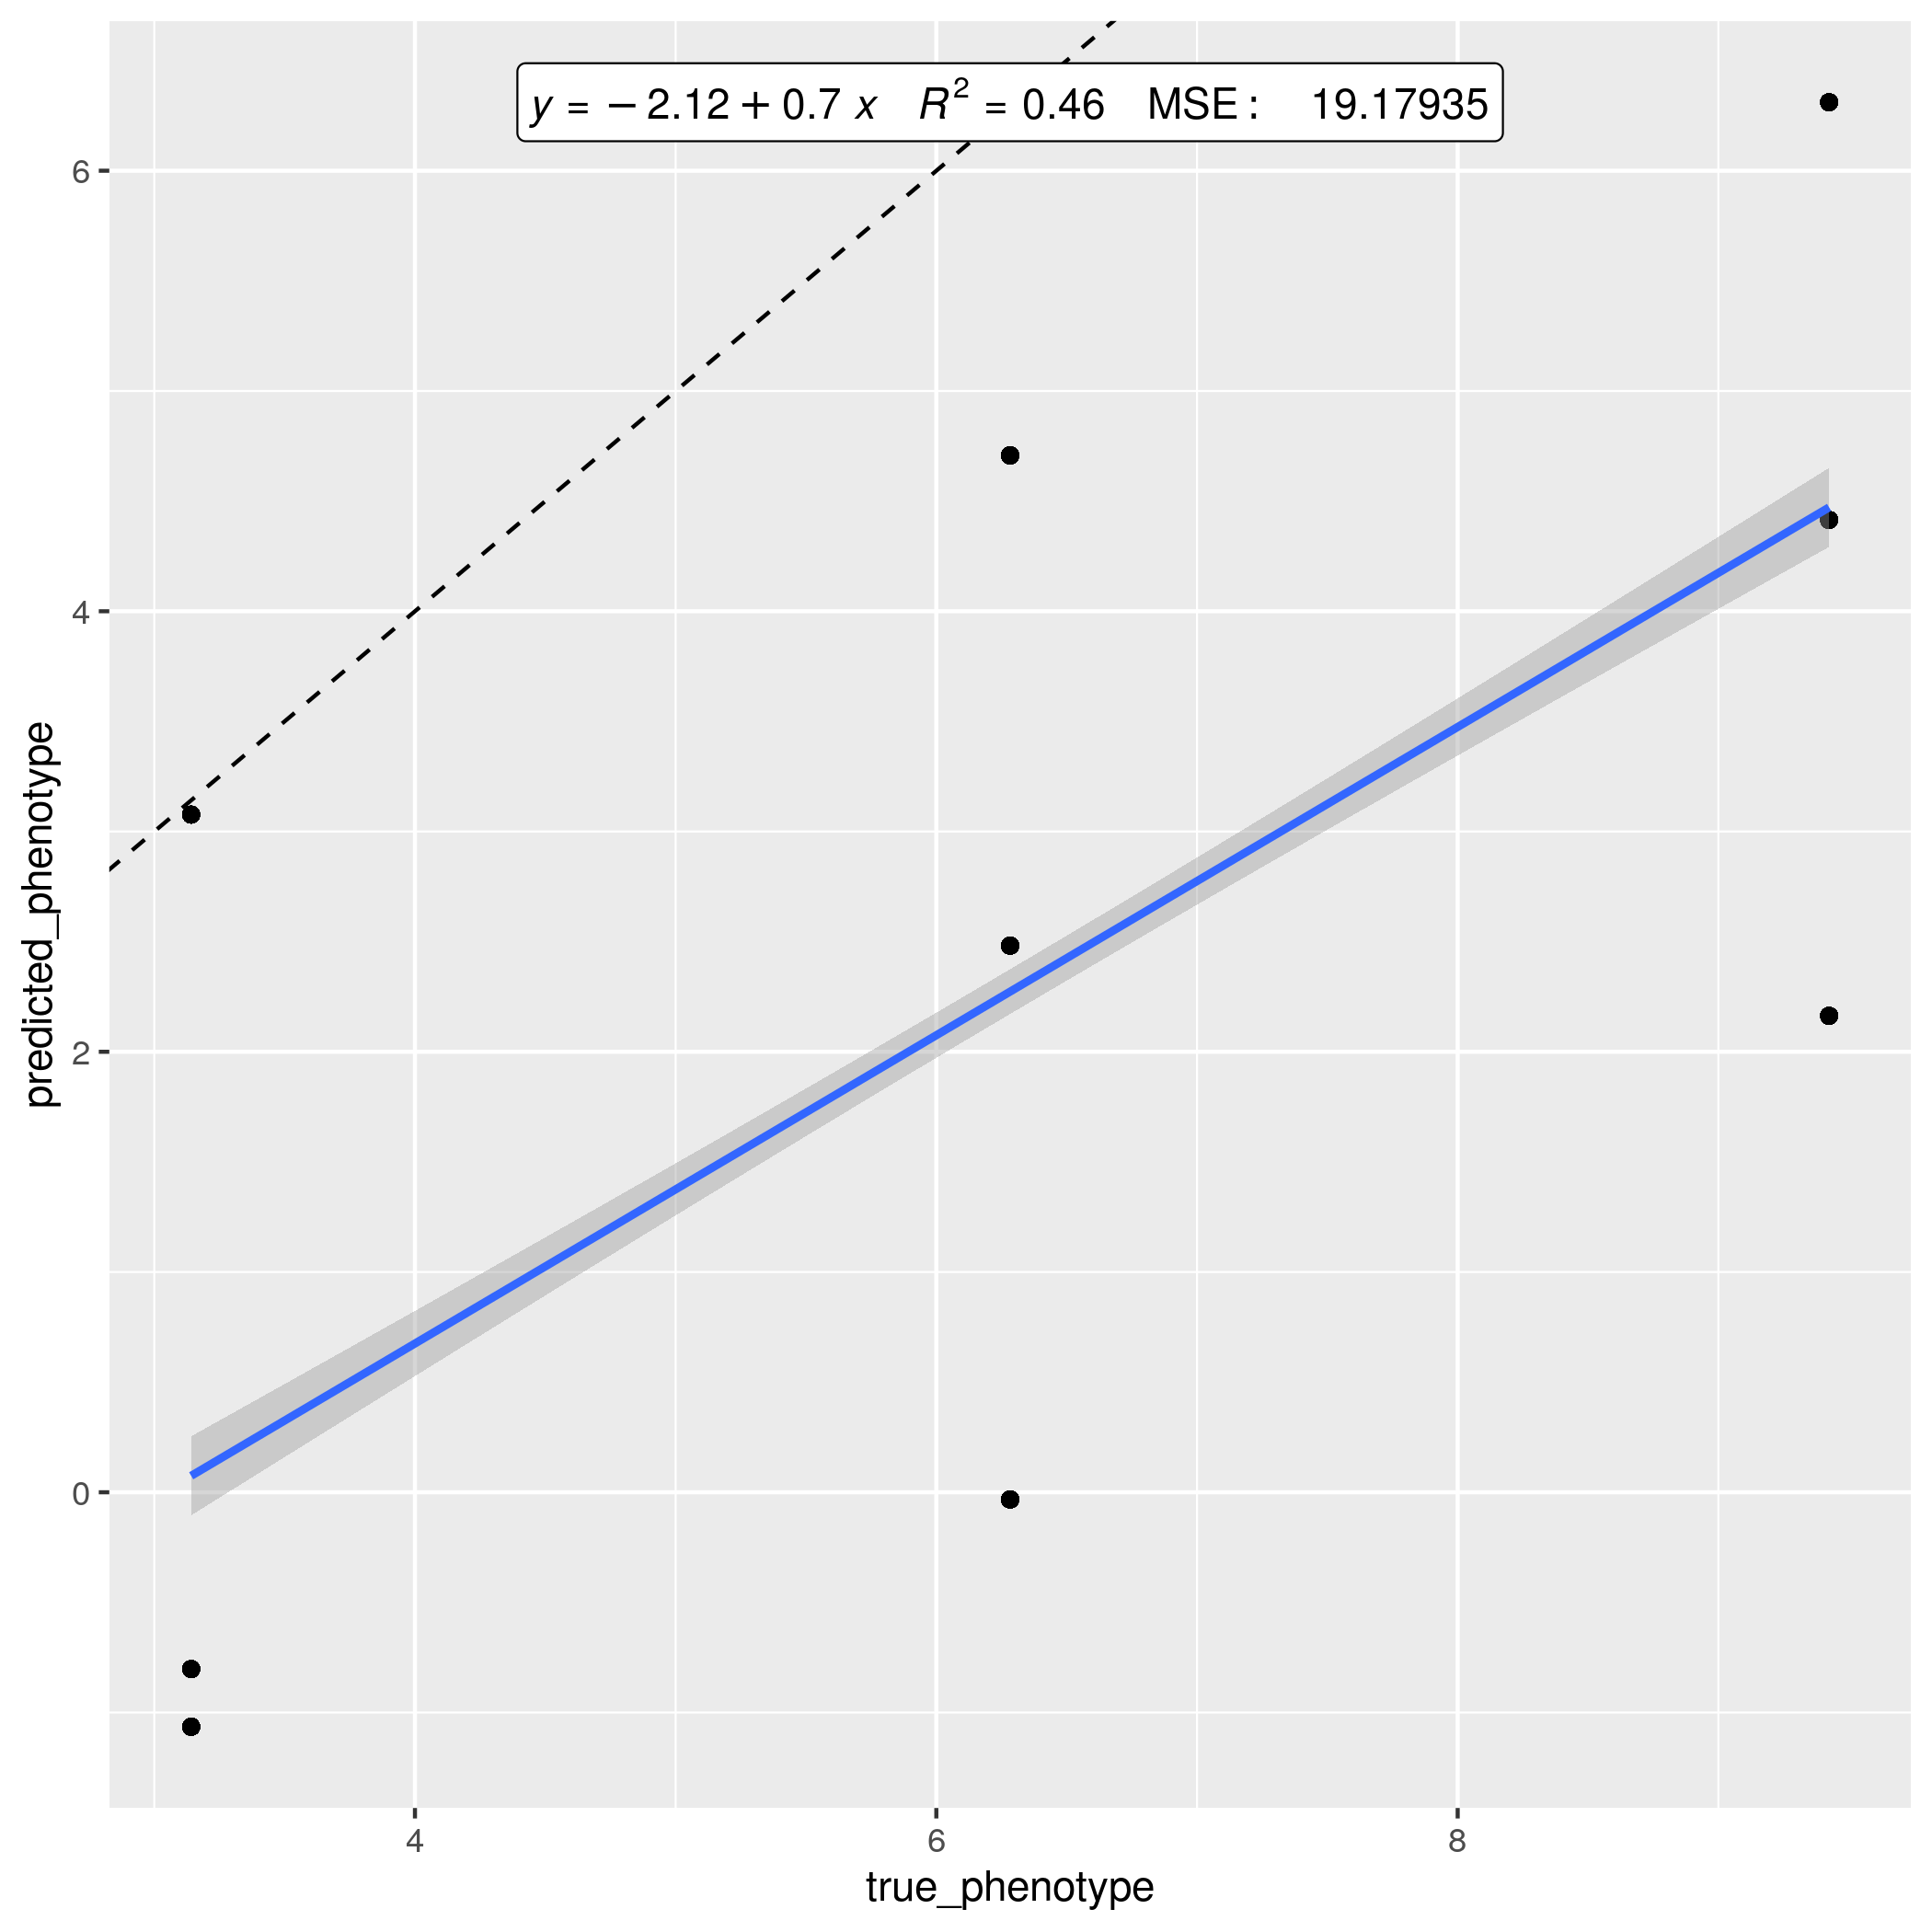 y = −2.12 + 0.7 x R² = 0.46 MSE : 19.17935
6
4
2
0
predicted_phenotype
4 6 8
true_phenotype